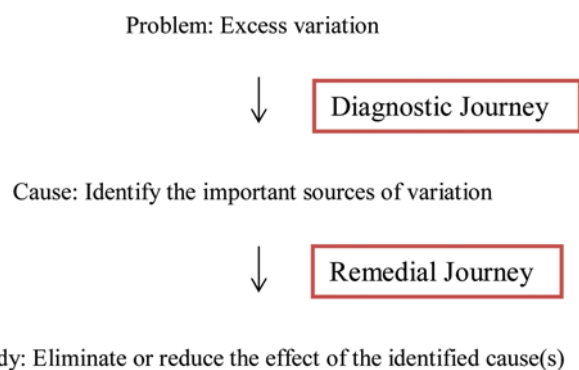 Problem: Excess variation
Diagnostic Journey
Cause: Identify the important sources of variation
Remedial Journey
dy: Eliminate or reduce the effect of the identified cause(s)